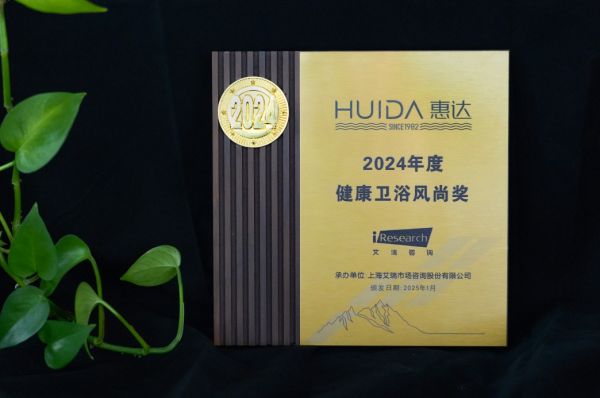 2024
HUIDA 惠达
SINCE1982
2024年度
健康卫浴风尚奖
iResearch
艾瑞咨询
承办单位:上海艾瑞市场咨询股份有限公司
颁发日期:2025年1月